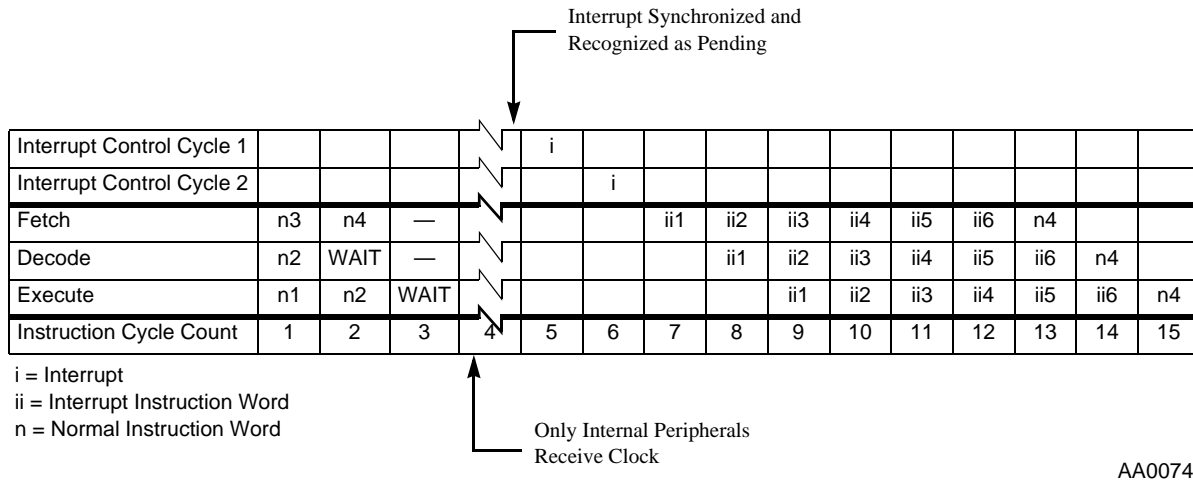 Interrupt Synchronized and
Recognized as Pending
Interrupt Control Cycle 1 i
Interrupt Control Cycle 2 i
Fetch n3 n4 — ii1 ii2 ii3 ii4 ii5 ii6 n4
Decode n2 WAIT — ii1 ii2 ii3 ii4 ii5 ii6 n4
Execute n1 n2 WAIT ii1 ii2 ii3 ii4 ii5 ii6 n4
Instruction Cycle Count 1 2 3 4 5 6 7 8 9 10 11 12 13 14 15
i = Interrupt
ii = Interrupt Instruction Word
n = Normal Instruction Word
Only Internal Peripherals
Receive Clock
AA0074